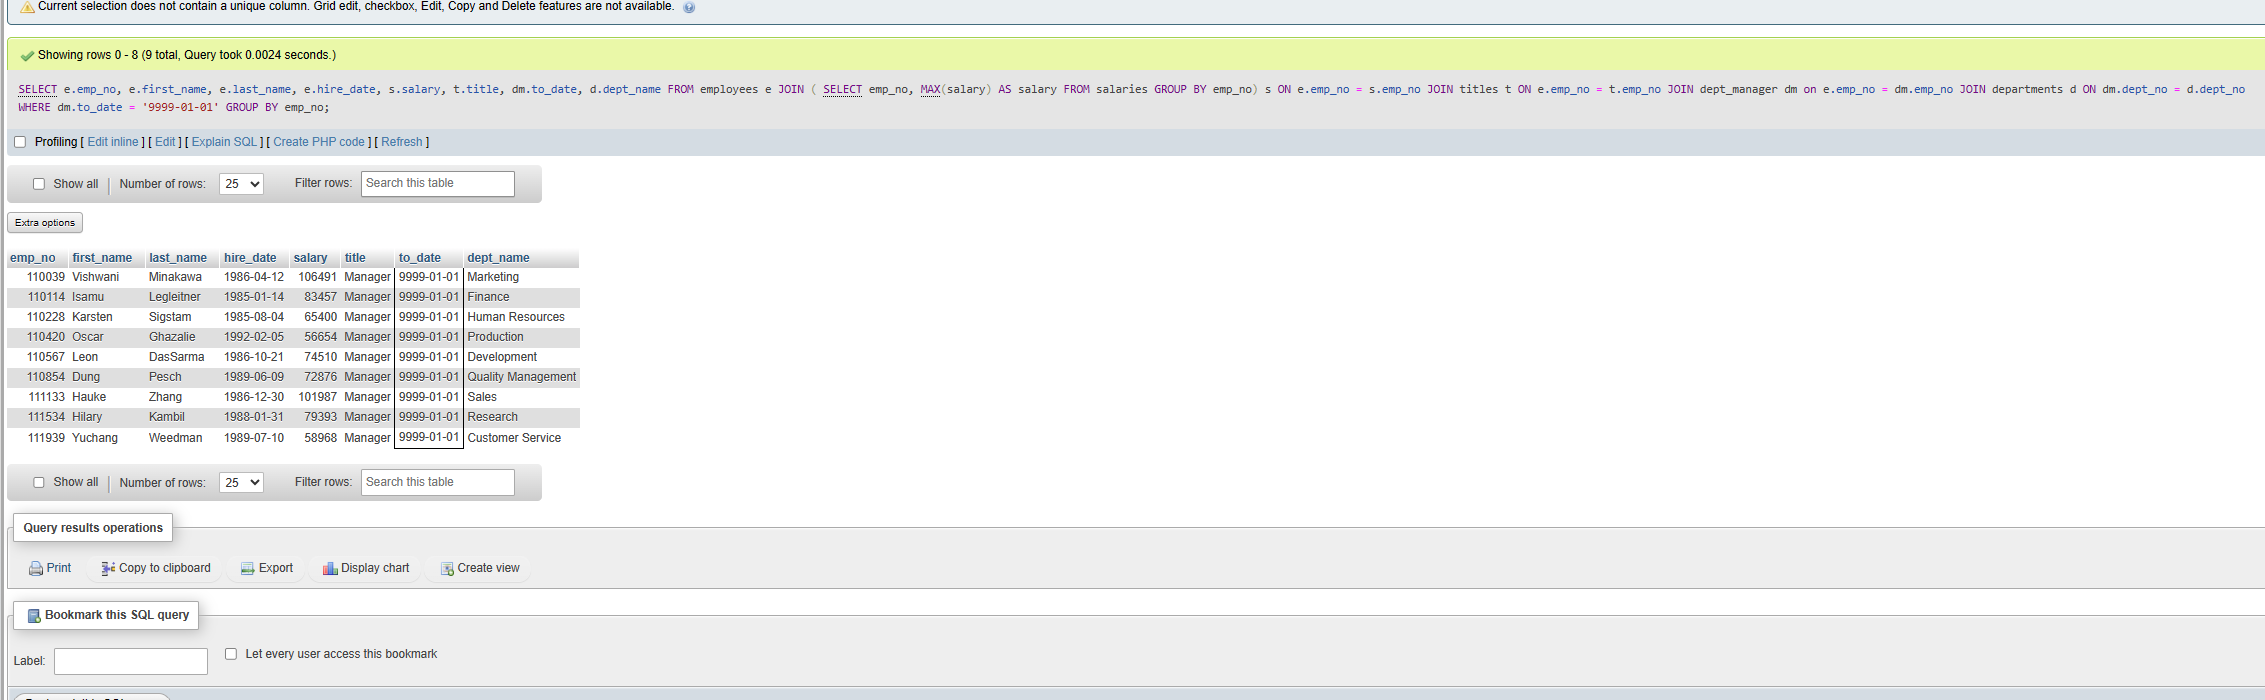 Current selection does not contain a unique column. Grid edit, checkbox, Edit, Copy and Delete features are not available.
Showing rows 0 - 8 (9 total, Query took 0.0024 seconds.)
SELECT e.emp_no, e.first_name, e.last_name, e.hire_date, s.salary, t.title, dm.to_date, d.dept_name FROM employees e JOIN ( SELECT emp_no, MAX(salary) AS salary FROM salaries GROUP BY emp_no) s ON e.emp_no = s.emp_no JOIN titles t ON e.emp_no = t.emp_no JOIN dept_manager dm on e.emp_no = dm.emp_no JOIN departments d ON dm.dept_no = d.dept_no
WHERE dm.to_date = '9999-01-01' GROUP BY emp_no;
Profiling [ Edit inline ] [ Edit ] [ Explain SQL ] [ Create PHP code ] [ Refresh ]
Show all Number of rows: 25 Filter rows: Search this table
Extra options
emp_no first_name last_name hire_date salary title to_date dept_name
110039 Vishwani Minakawa 1986-04-12 106491 Manager 9999-01-01 Marketing
110114 Isamu Legleitner 1985-01-14 83457 Manager 9999-01-01 Finance
110228 Karsten Sigstam 1985-08-04 65400 Manager 9999-01-01 Human Resources
110420 Oscar Ghazalie 1992-02-05 56654 Manager 9999-01-01 Production
110567 Leon DasSarma 1986-10-21 74510 Manager 9999-01-01 Development
110854 Dung Pesch 1989-06-09 72876 Manager 9999-01-01 Quality Management
111133 Hauke Zhang 1986-12-30 101987 Manager 9999-01-01 Sales
111534 Hilary Kambil 1988-01-31 79393 Manager 9999-01-01 Research
111939 Yuchang Weedman 1989-07-10 58968 Manager 9999-01-01 Customer Service
Show all Number of rows: 25 Filter rows: Search this table
Query results operations
Print Copy to clipboard Export Display chart Create view
Bookmark this SQL query
Label: Let every user access this bookmark